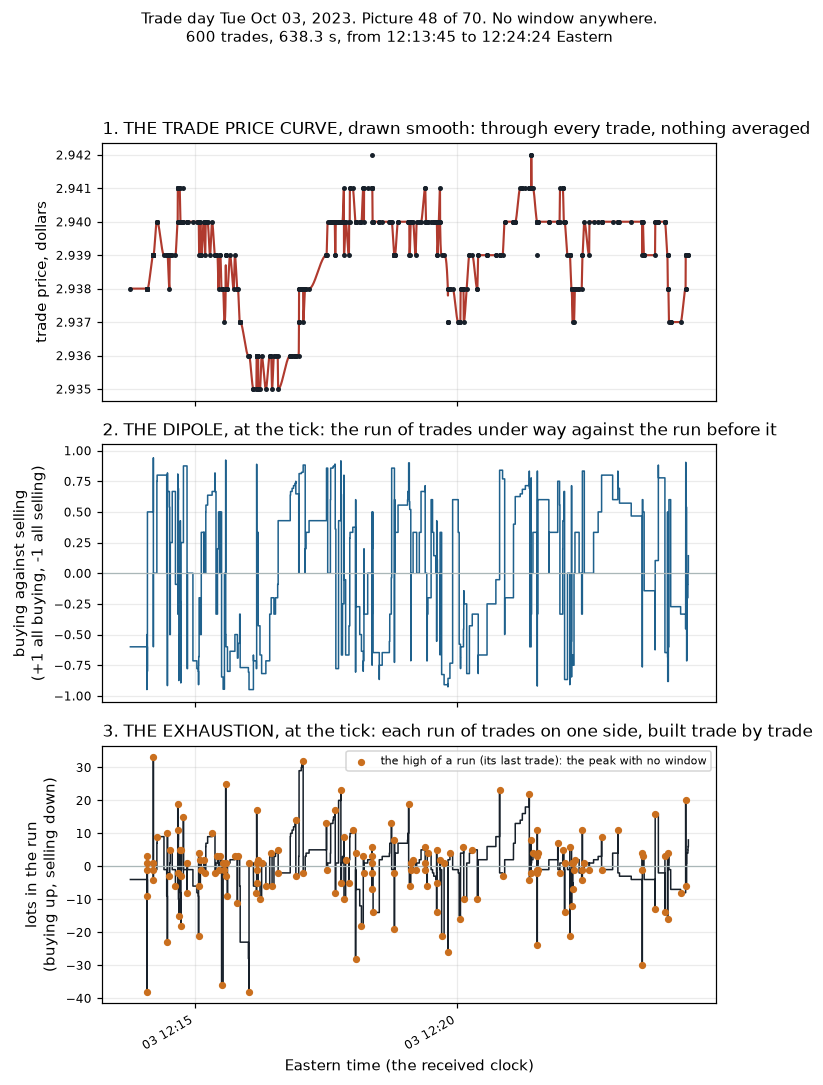 Trade day Tue Oct 03, 2023. Picture 48 of 70. No window anywhere.
600 trades, 638.3 s, from 12:13:45 to 12:24:24 Eastern
1. THE TRADE PRICE CURVE, drawn smooth: through every trade, nothing averaged
trade price, dollars
2.942
2.941
2.940
2.939
2.938
2.937
2.936
2.935
2. THE DIPOLE, at the tick: the run of trades under way against the run before it
buying against selling
(+1 all buying, -1 all selling)
1.00
0.75
0.50
0.25
0.00
−0.25
−0.50
−0.75
−1.00
3. THE EXHAUSTION, at the tick: each run of trades on one side, built trade by trade
the high of a run (its last trade): the peak with no window
lots in the run
(buying up, selling down)
30
20
10
0
−10
−20
−30
−40
03 12:15
03 12:20
Eastern time (the received clock)